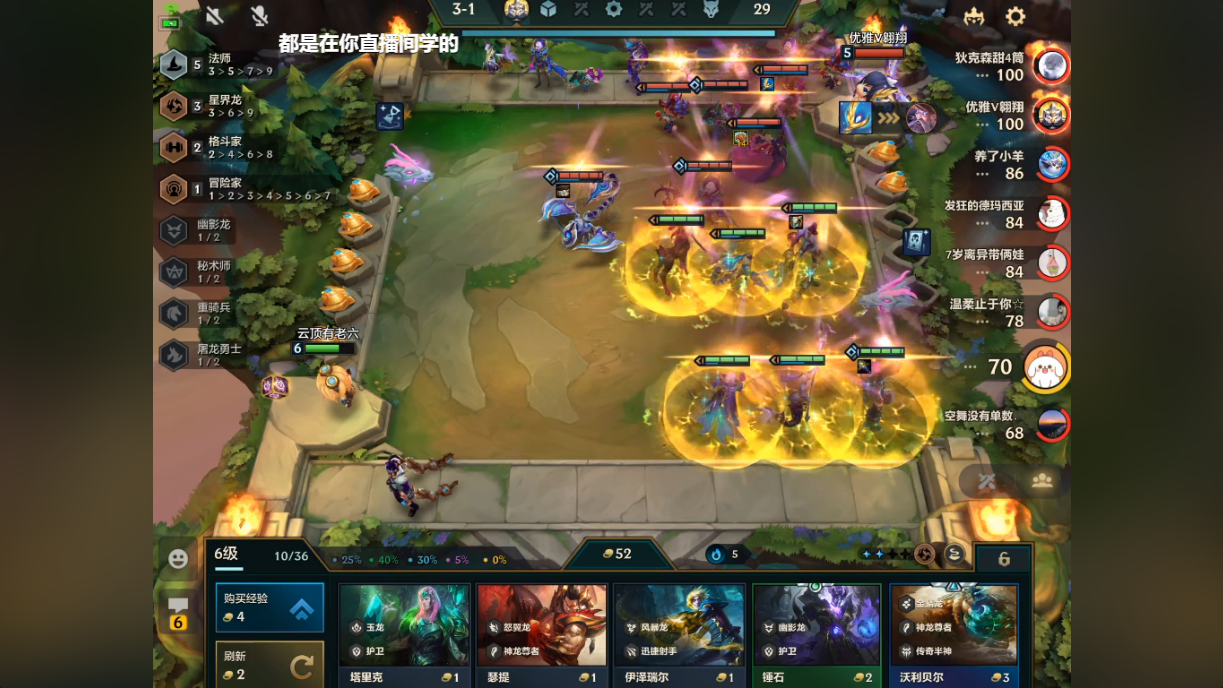 3-1
29
都是在你直播间学的
优雅V翱翔
5
5
法师
3 > 5 > 7 > 9
3
星界龙
3 > 6 > 9
2
格斗家
2 > 4 > 6 > 8
1
冒险家
1 > 2 > 3 > 4 > 5 > 6 > 7
幽影龙
1 / 2
秘术师
1 / 2
重骑兵
1 / 2
屠龙勇士
1 / 2
狄克森甜4筒
100
优雅V翱翔
100
养了小羊
86
发狂的德玛西亚
84
7岁离异带俩娃
84
温柔止于你☆
78
70
空舞没有单数.
68
云顶有老六
6
6级
10/36
25%
40%
30%
5%
0%
52
5
6
购买经验
4
刷新
2
6
玉龙
护卫
塔里克
1
怒翼龙
神龙尊者
瑟提
1
风暴龙
迅捷射手
伊泽瑞尔
1
幽影龙
护卫
锤石
2
金鳞龙
神龙尊者
传奇半神
沃利贝尔
3